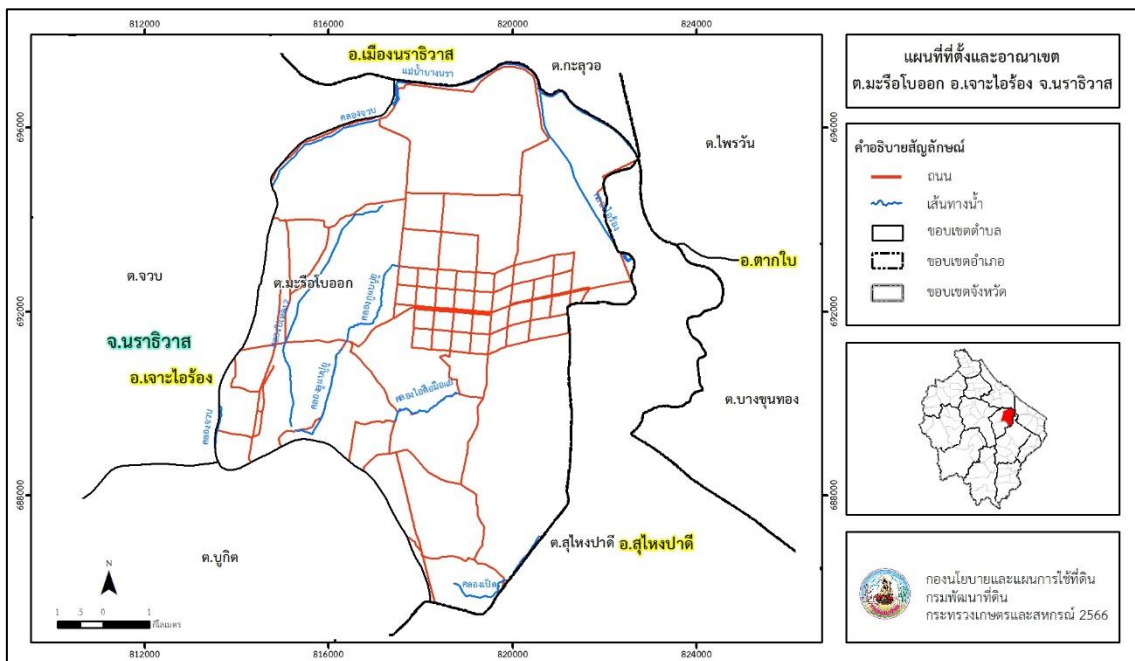 812000
816000
820000
824000
696000
692000
688000
696000
692000
688000
812000
816000
820000
824000
อ.เมืองนราธิวาส
แม่น้ำบางนรา
ต.กะลุวอ
คลองจวบ
ต.ไพรวัน
ต.จวบ
ต.มะรือโบออก
อ.ตากใบ
จ.นราธิวาส
อ.เจาะไอร้อง
คลองจวบ
ต.บางขุนทอง
ต.บูกิต
ต.สุไหงปาดี
อ.สุไหงปาดี
คลองเป็ด
N
1 .5 0 1
กิโลเมตร
แผนที่ที่ตั้งและอาณาเขต
ต.มะรือโบออก อ.เจาะไอร้อง จ.นราธิวาส
คำอธิบายสัญลักษณ์
ถนน
เส้นทางน้ำ
ขอบเขตตำบล
ขอบเขตอำเภอ
ขอบเขตจังหวัด
กองนโยบายและแผนการใช้ที่ดิน
กรมพัฒนาที่ดิน
กระทรวงเกษตรและสหกรณ์ 2566